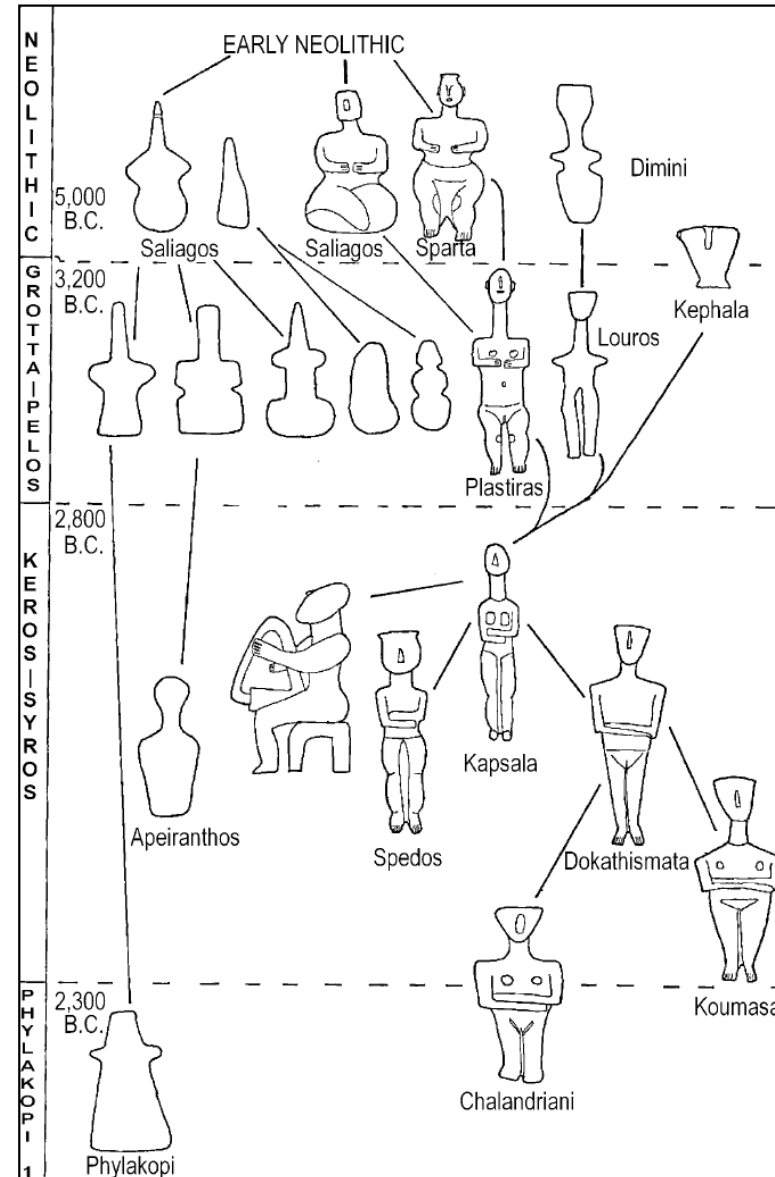 NEOLITHIC
EARLY NEOLITHIC
Dimini
5,000
B.C.
Saliagos
Saliagos
Sparta
GROTTA–PELOS
3,200
B.C.
Kephala
Louros
Plastiras
KEROS–SYROS
2,800
B.C.
Kapsala
Apeiranthos
Spedos
Dokathismata
PHYLAKOPI 1
2,300
B.C.
Koumasa
Chalandriani
Phylakopi